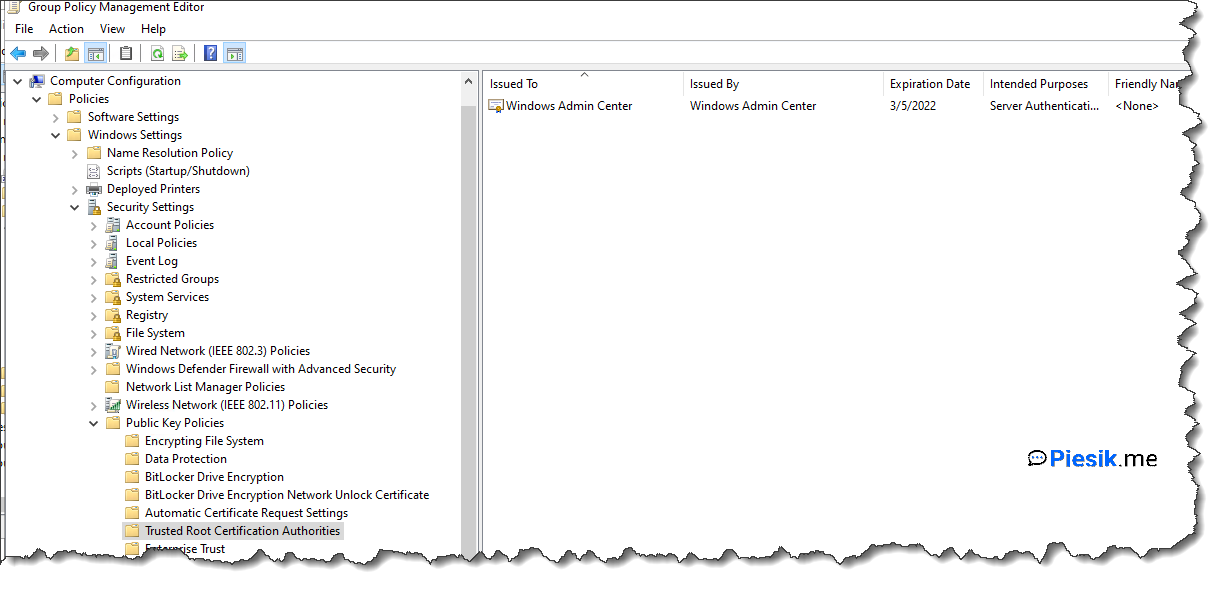 Group Policy Management Editor
File Action View Help
Computer Configuration
Policies
Software Settings
Windows Settings
Name Resolution Policy
Scripts (Startup/Shutdown)
Deployed Printers
Security Settings
Account Policies
Local Policies
Event Log
Restricted Groups
System Services
Registry
File System
Wired Network (IEEE 802.3) Policies
Windows Defender Firewall with Advanced Security
Network List Manager Policies
Wireless Network (IEEE 802.11) Policies
Public Key Policies
Encrypting File System
Data Protection
BitLocker Drive Encryption
BitLocker Drive Encryption Network Unlock Certificate
Automatic Certificate Request Settings
Trusted Root Certification Authorities
Enterprise Trust
Issued To Issued By Expiration Date Intended Purposes Friendly Nar
Windows Admin Center Windows Admin Center 3/5/2022 Server Authenticati... <None>
Piesik.me